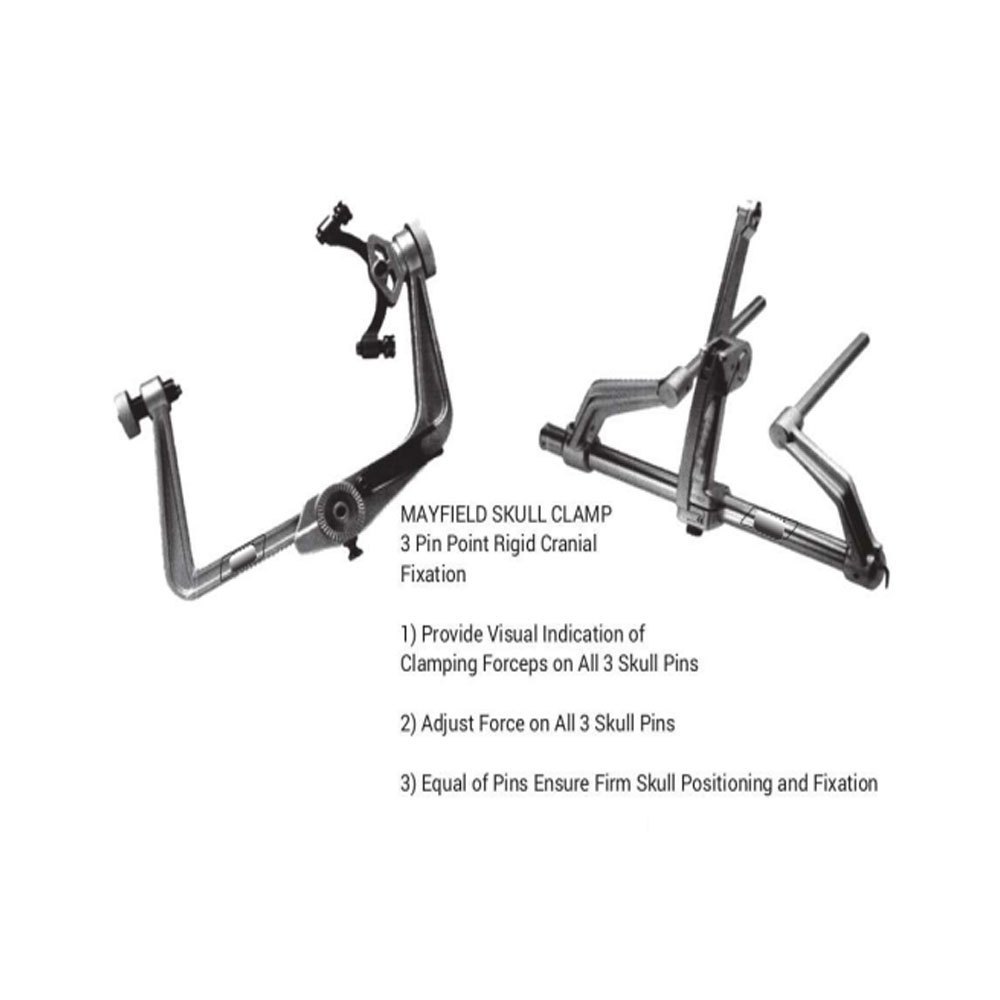 MAYFIELD SKULL CLAMP
3 Pin Point Rigid Cranial
Fixation
1) Provide Visual Indication of
Clamping Forceps on All 3 Skull Pins
2) Adjust Force on All 3 Skull Pins
3) Equal of Pins Ensure Firm Skull Positioning and Fixation